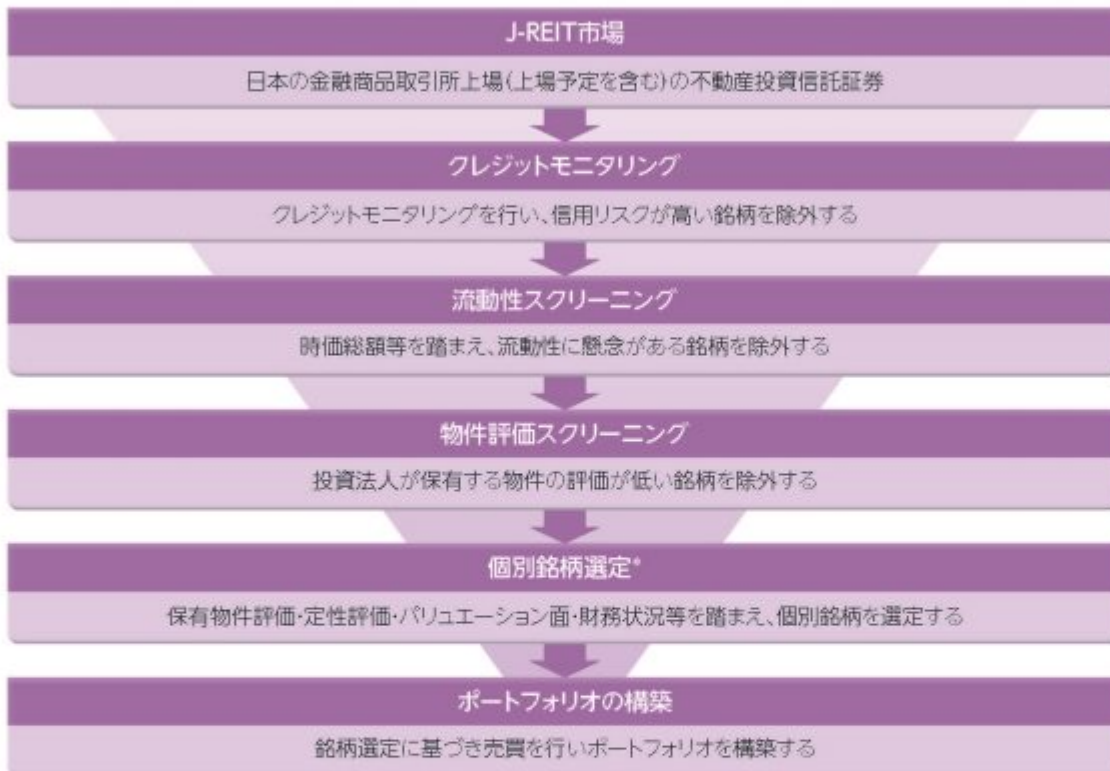 J-REIT市場
日本の金融商品取引所上場(上場予定を含む)の不動産投資信託証券
クレジットモニタリング
クレジットモニタリングを行い、信用リスクが高い銘柄を除外する
流動性スクリーニング
時価総額等を踏まえ、流動性に懸念がある銘柄を除外する
物件評価スクリーニング
投資法人が保有する物件の評価が低い銘柄を除外する
個別銘柄選定*
保有物件評価・定性評価・バリュエーション面・財務状況等を踏まえ、個別銘柄を選定する
ポートフォリオの構築
銘柄選定に基づき売買を行いポートフォリオを構築する